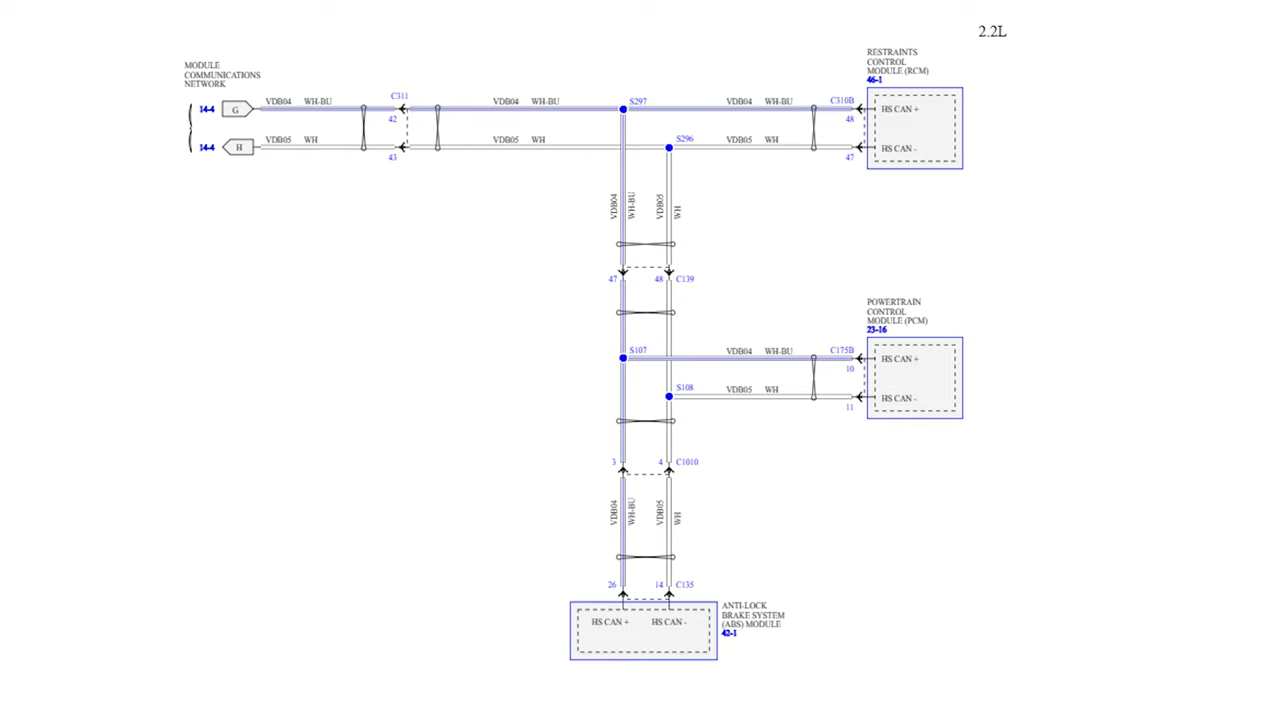 2.2L
RESTRAINTS
CONTROL
MODULE (RCM)
46-1
MODULE
COMMUNICATIONS
NETWORK
14-4 G VDB04 WH-BU C311 42 VDB04 WH-BU S297 VDB04 WH-BU C310B 48 HS CAN +
14-4 H VDB05 WH 43 VDB05 WH S296 VDB05 WH 47 HS CAN -
VDB04 WH-BU VDB05 WH
47 48 C139
POWERTRAIN
CONTROL
MODULE (PCM)
23-16
S107 VDB04 WH-BU C175B 10 HS CAN +
S108 VDB05 WH 11 HS CAN -
3 4 C1010
VDB04 WH-BU VDB05 WH
26 14 C135
HS CAN + HS CAN -
ANTI-LOCK
BRAKE SYSTEM
(ABS) MODULE
42-1